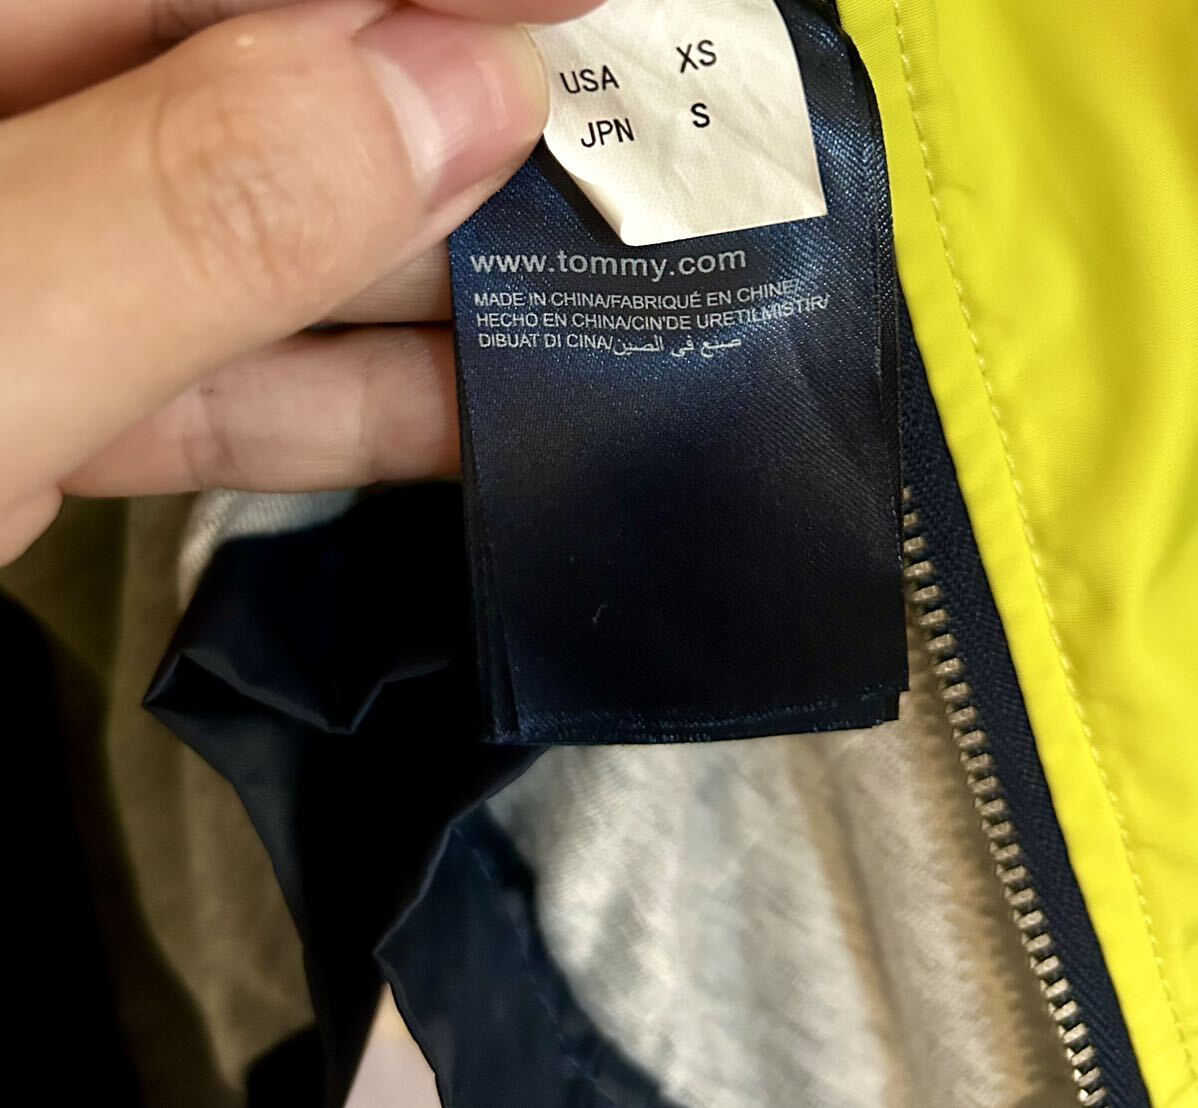 USA XS
JPN S
www.tommy.com
MADE IN CHINA/FABRIQUÉ EN CHINE/
HECHO EN CHINA/CIN'DE URETILMISTIR/
DIBUAT DI CINA/صنع في الصين